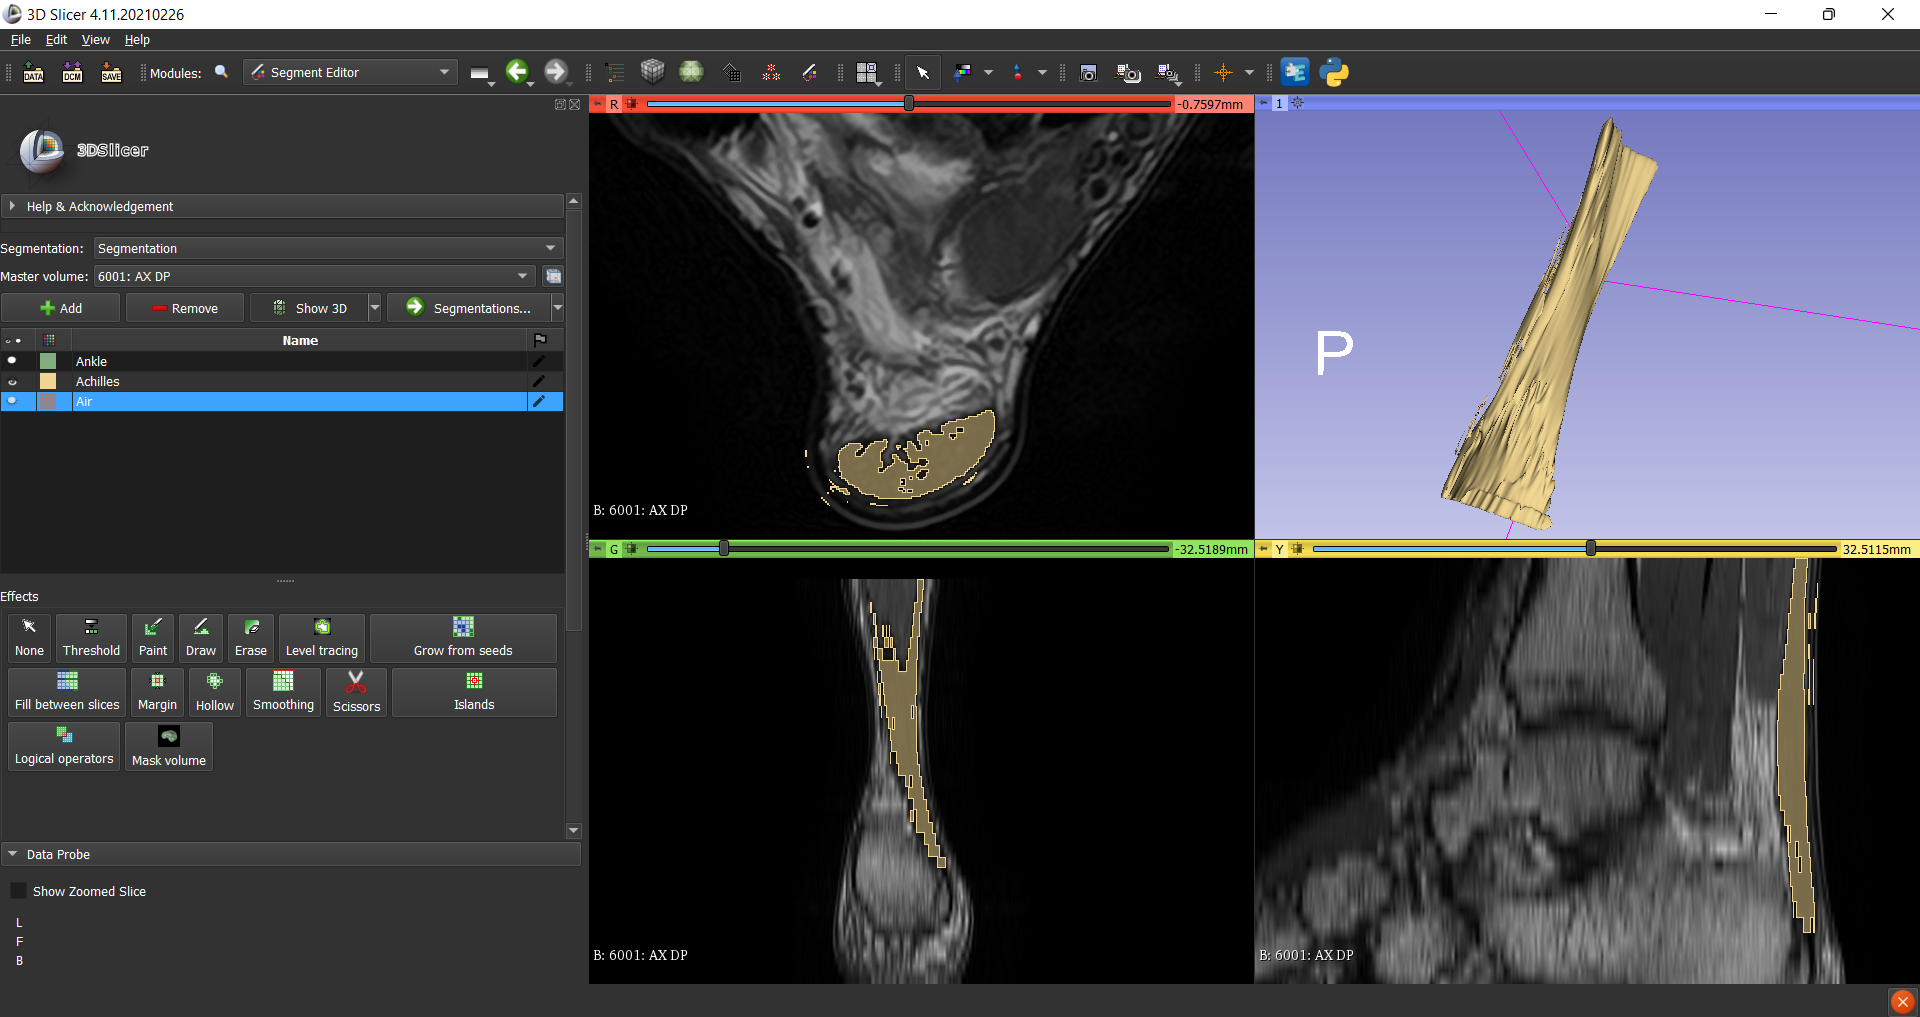 3D Slicer 4.11.20210226
File Edit View Help
DATA DCM SAVE Modules: Segment Editor
R -0.7597mm 1
3DSlicer
Help & Acknowledgement
Segmentation: Segmentation
Master volume: 6001: AX DP
Add Remove Show 3D Segmentations...
Name
Ankle
Achilles
Air
P
B: 6001: AX DP
G -32.5189mm Y 32.5115mm
Effects
None Threshold Paint Draw Erase Level tracing Grow from seeds
Fill between slices Margin Hollow Smoothing Scissors Islands
Logical operators Mask volume
Data Probe
Show Zoomed Slice
L
F
B
B: 6001: AX DP B: 6001: AX DP